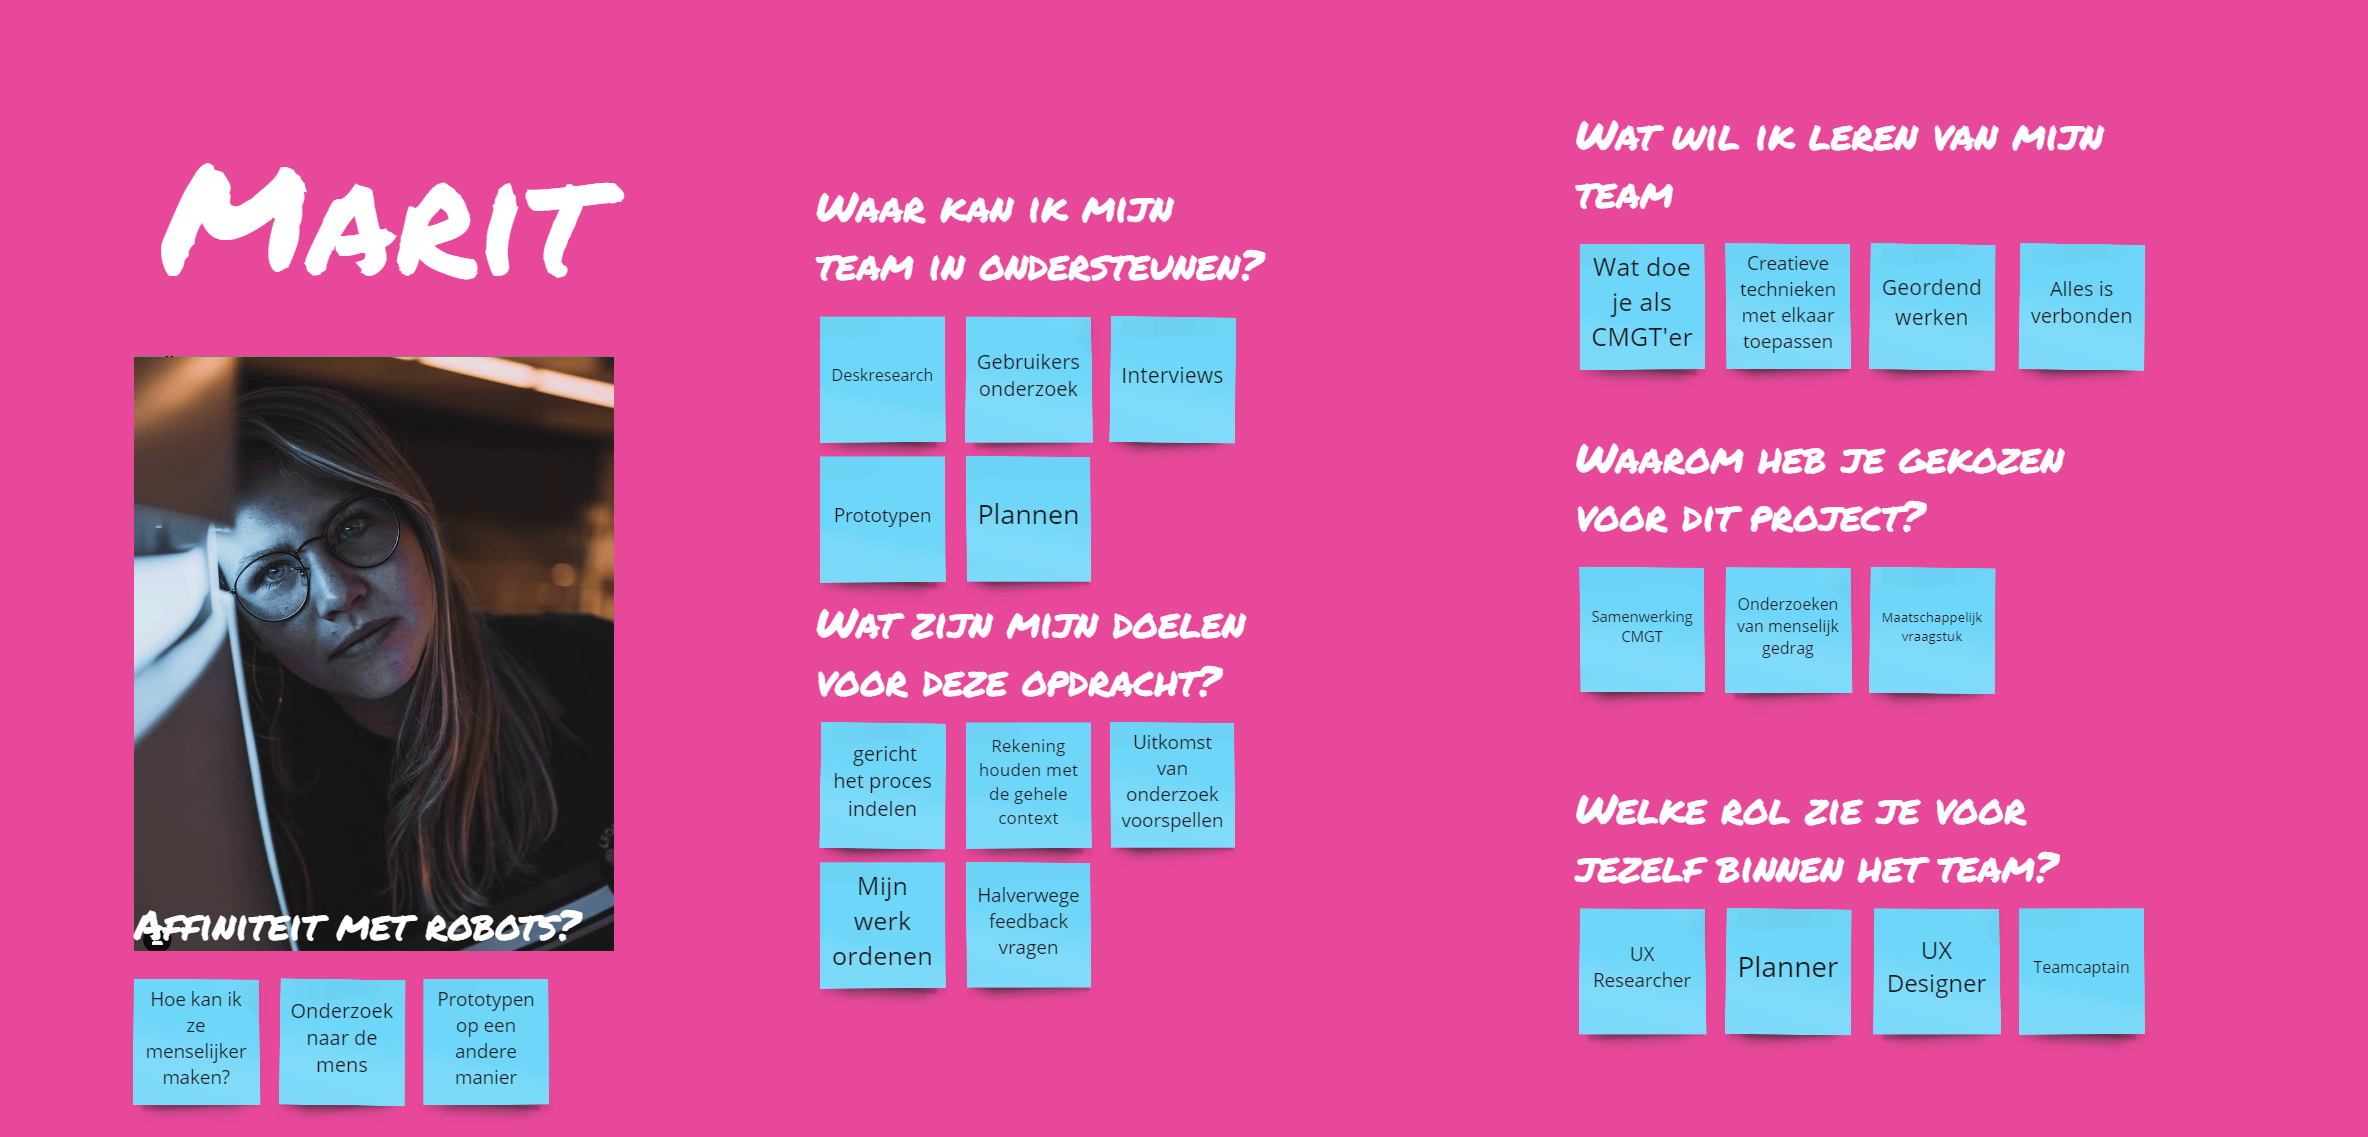 Marit
Affiniteit met robots?
Hoe kan ik
ze
menselijker
maken?
Onderzoek
naar de
mens
Prototypen
op een
andere
manier
Waar kan ik mijn
team in ondersteunen?
Deskresearch
Gebruikers
onderzoek
Interviews
Prototypen
Plannen
Wat zijn mijn doelen
voor deze opdracht?
gericht
het proces
indelen
Rekening
houden met
de gehele
context
Uitkomst
van
onderzoek
voorspellen
Mijn
werk
ordenen
Halverwege
feedback
vragen
Wat wil ik leren van mijn
team
Wat doe
je als
CMGT'er
Creatieve
technieken
met elkaar
toepassen
Geordend
werken
Alles is
verbonden
Waarom heb je gekozen
voor dit project?
Samenwerking
CMGT
Onderzoeken
van menselijk
gedrag
Maatschappelijk
vraagstuk
Welke rol zie je voor
jezelf binnen het team?
UX
Researcher
Planner
UX
Designer
Teamcaptain